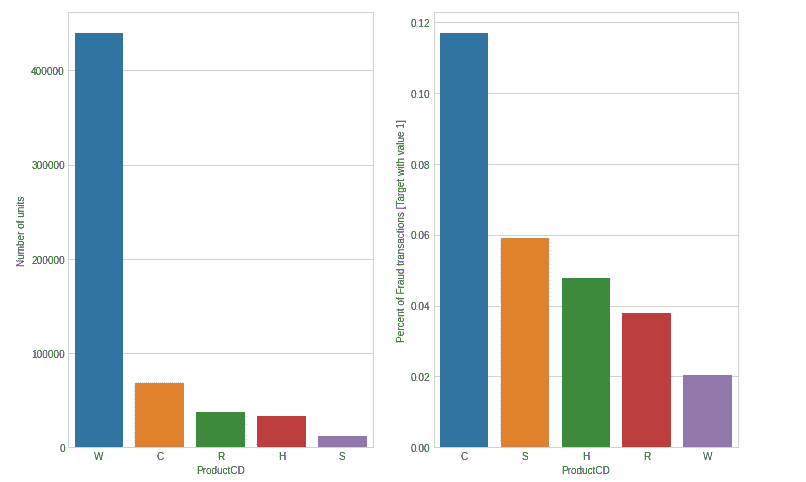 400000
300000
200000
100000
0
Number of units
W C R H S
ProductCD
0.12
0.10
0.08
0.06
0.04
0.02
0.00
Percent of Fraud transactions [Target with value 1]
C S H R W
ProductCD